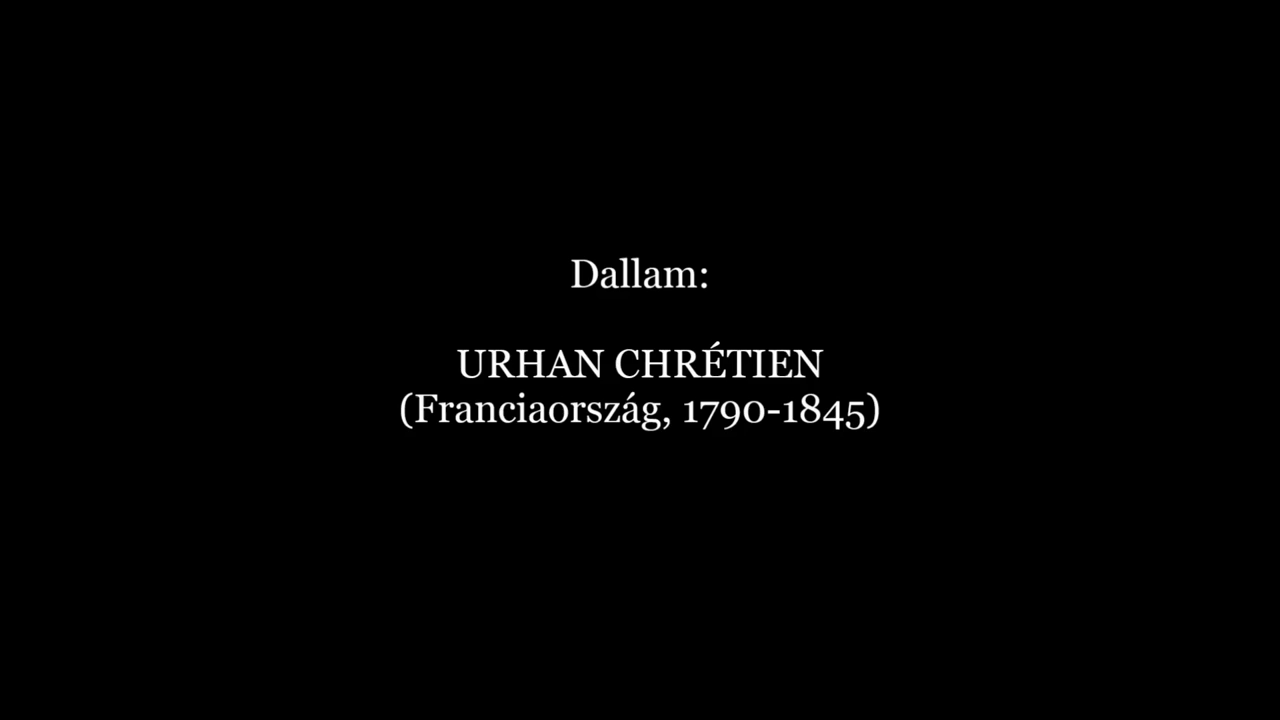 Dallam:
URHAN CHRÉTIEN
(Franciaország, 1790-1845)